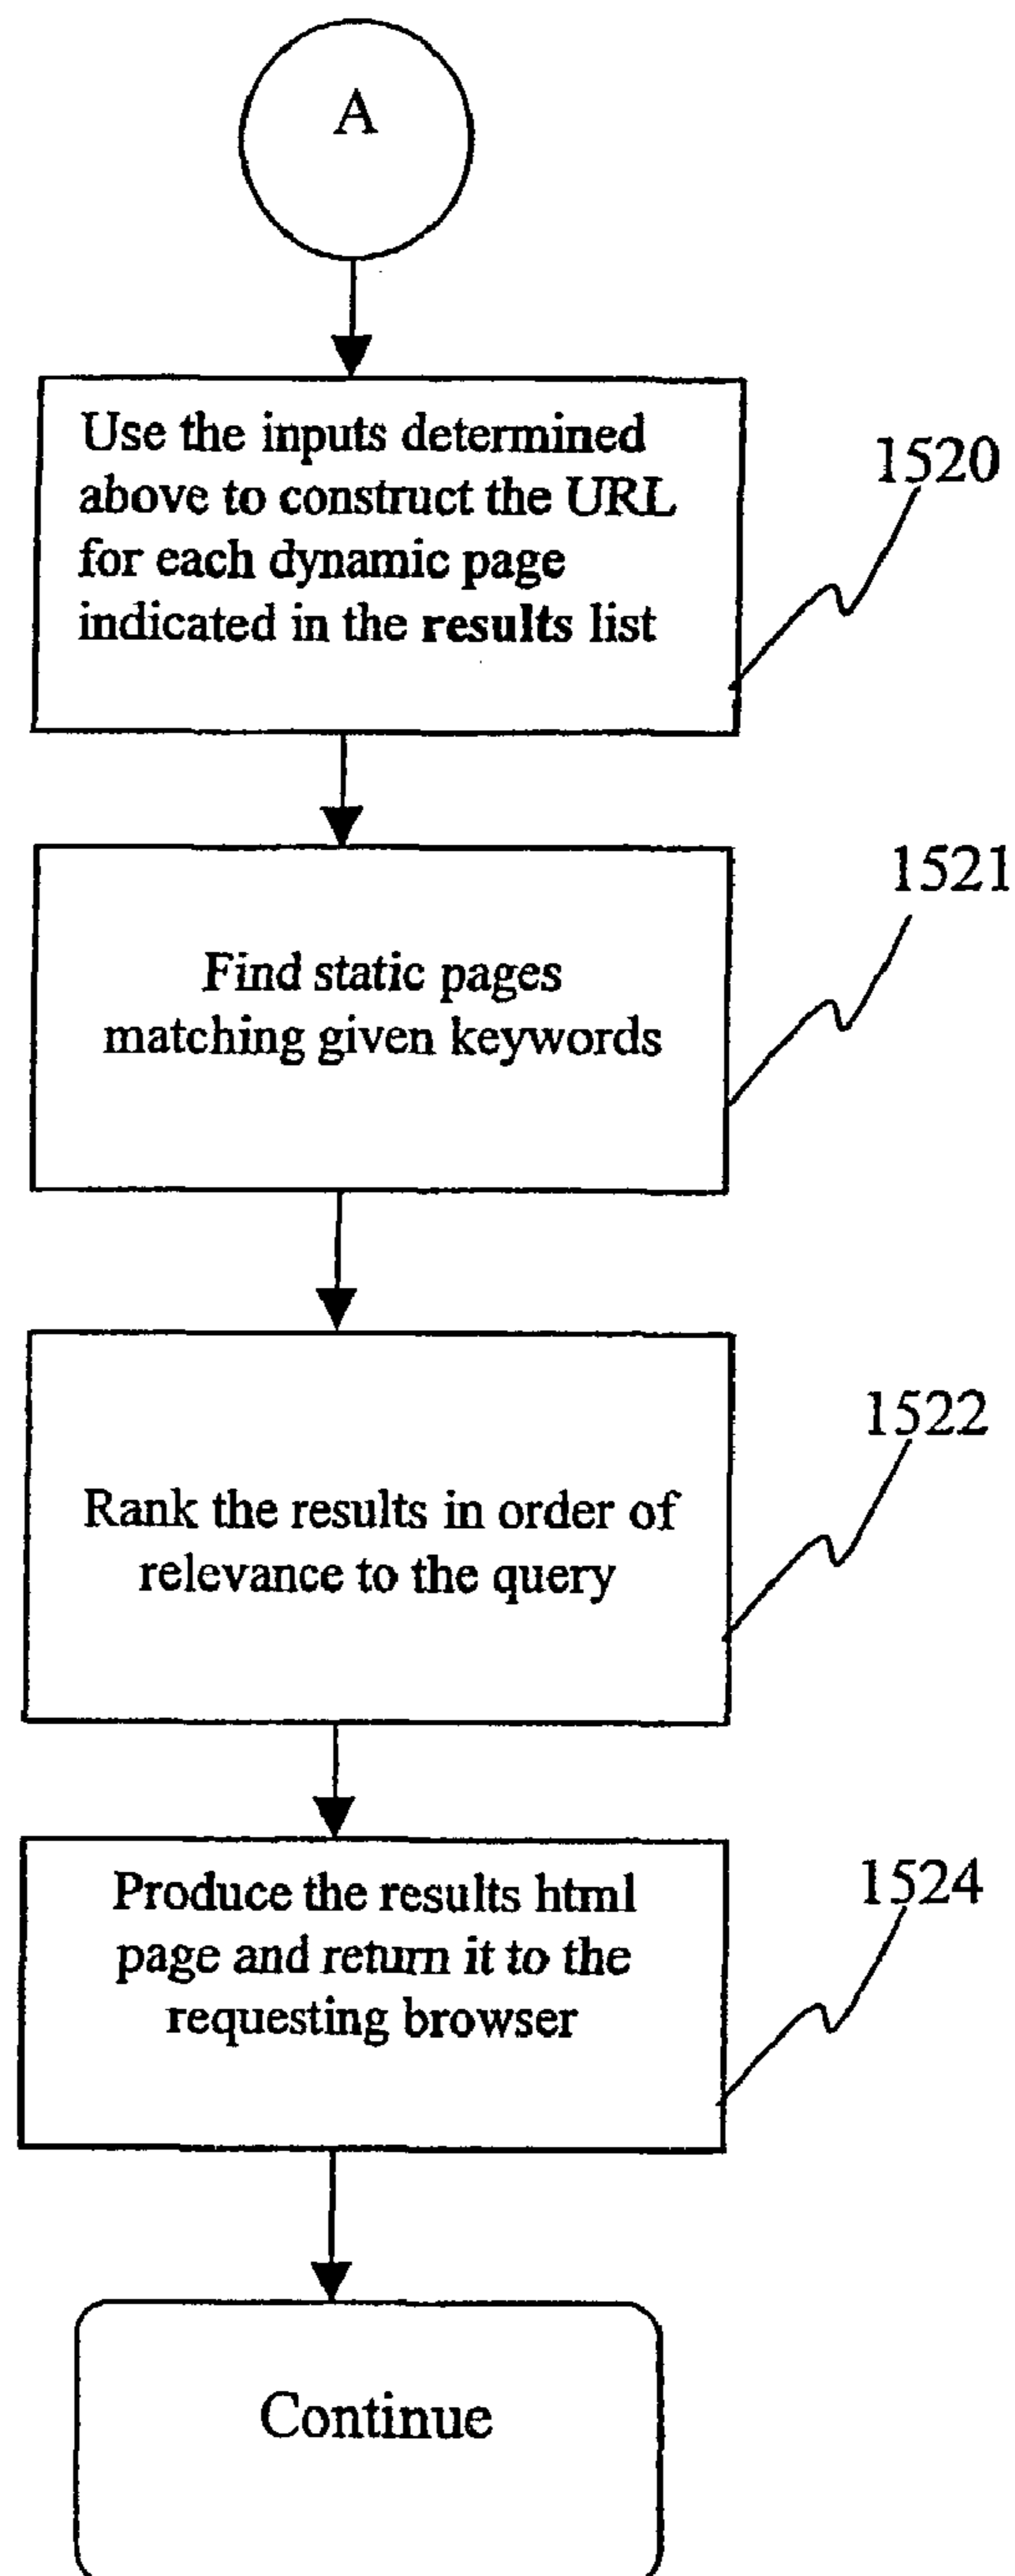 A
Use the inputs determined
above to construct the URL
for each dynamic page
indicated in the results list
1520
1521
Find static pages
matching given keywords
1522
Rank the results in order of
relevance to the query
1524
Produce the results html
page and return it to the
requesting browser
Continue